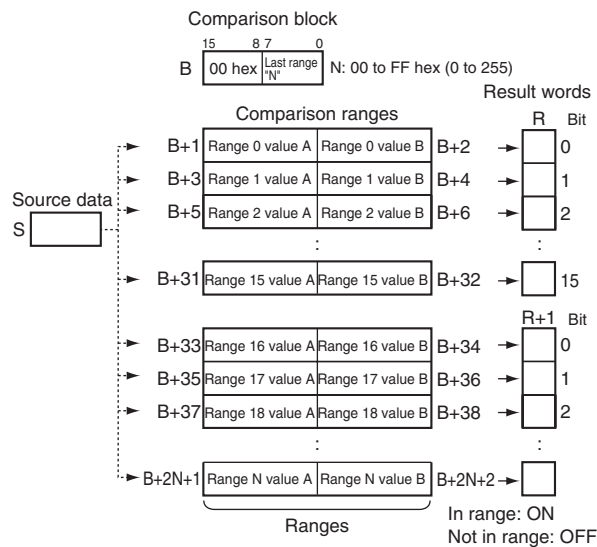 Comparison block
15 8 7 0
B 00 hex Last range "N" N: 00 to FF hex (0 to 255)
Result words
Comparison ranges R Bit
B+1 Range 0 value A Range 0 value B B+2 0
B+3 Range 1 value A Range 1 value B B+4 1
Source data
S
B+5 Range 2 value A Range 2 value B B+6 2
: :
B+31 Range 15 value A Range 15 value B B+32 15
R+1 Bit
B+33 Range 16 value A Range 16 value B B+34 0
B+35 Range 17 value A Range 17 value B B+36 1
B+37 Range 18 value A Range 18 value B B+38 2
: :
B+2N+1 Range N value A Range N value B B+2N+2
Ranges
In range: ON
Not in range: OFF